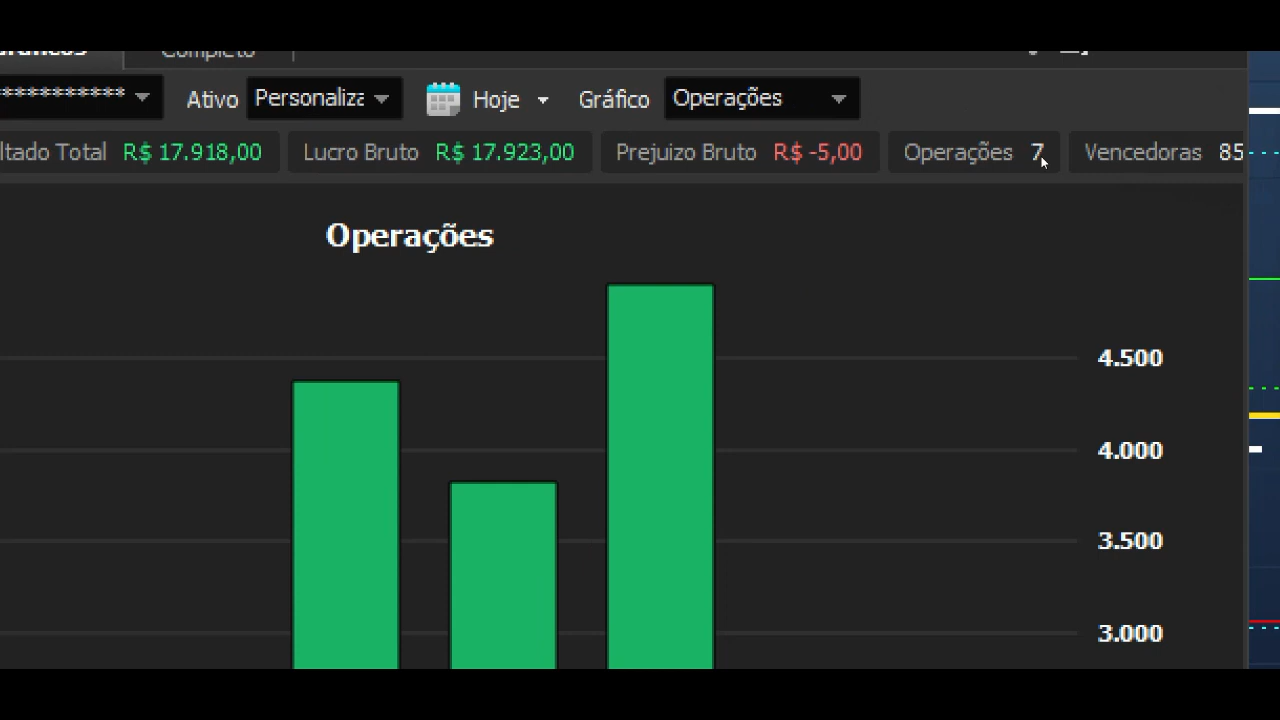 Completo
*********** Ativo Personaliza Hoje Gráfico Operações
ltado Total R$ 17.918,00 Lucro Bruto R$ 17.923,00 Prejuizo Bruto R$ -5,00 Operações 7 Vencedoras 85
Operações
4.500
4.000
3.500
3.000